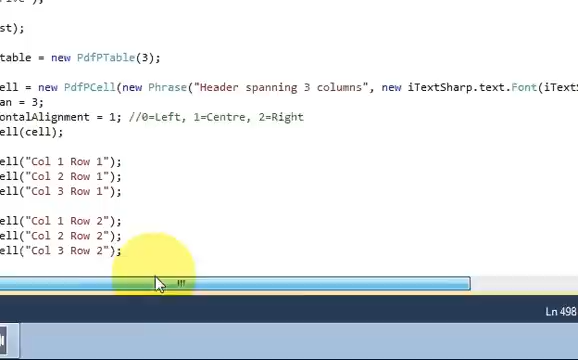 st);
table = new PdfPTable(3);
ell = new PdfPCell(new Phrase("Header spanning 3 columns", new iTextSharp.text.Font(iTextS
an = 3;
ontalAlignment = 1; //0=Left, 1=Centre, 2=Right
ell(cell);
ell("Col 1 Row 1");
ell("Col 2 Row 1");
ell("Col 3 Row 1");
ell("Col 1 Row 2");
ell("Col 2 Row 2");
ell("Col 3 Row 2");
Ln 498